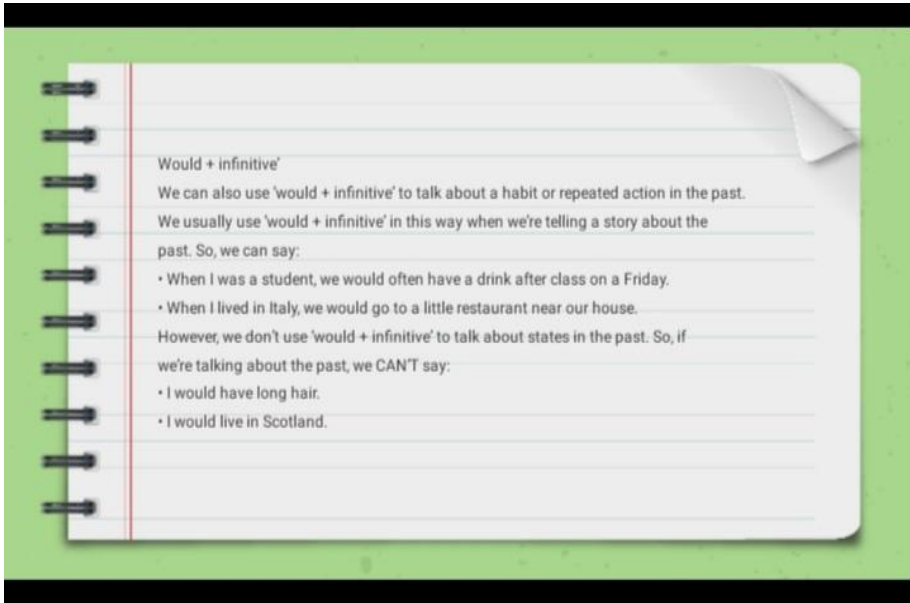 Would + infinitive'
We can also use 'would + infinitive' to talk about a habit or repeated action in the past.
We usually use 'would + infinitive' in this way when we're telling a story about the
past. So, we can say:
• When I was a student, we would often have a drink after class on a Friday.
• When I lived in Italy, we would go to a little restaurant near our house.
However, we don't use 'would + infinitive' to talk about states in the past. So, if
we're talking about the past, we CAN'T say:
• I would have long hair.
• I would live in Scotland.